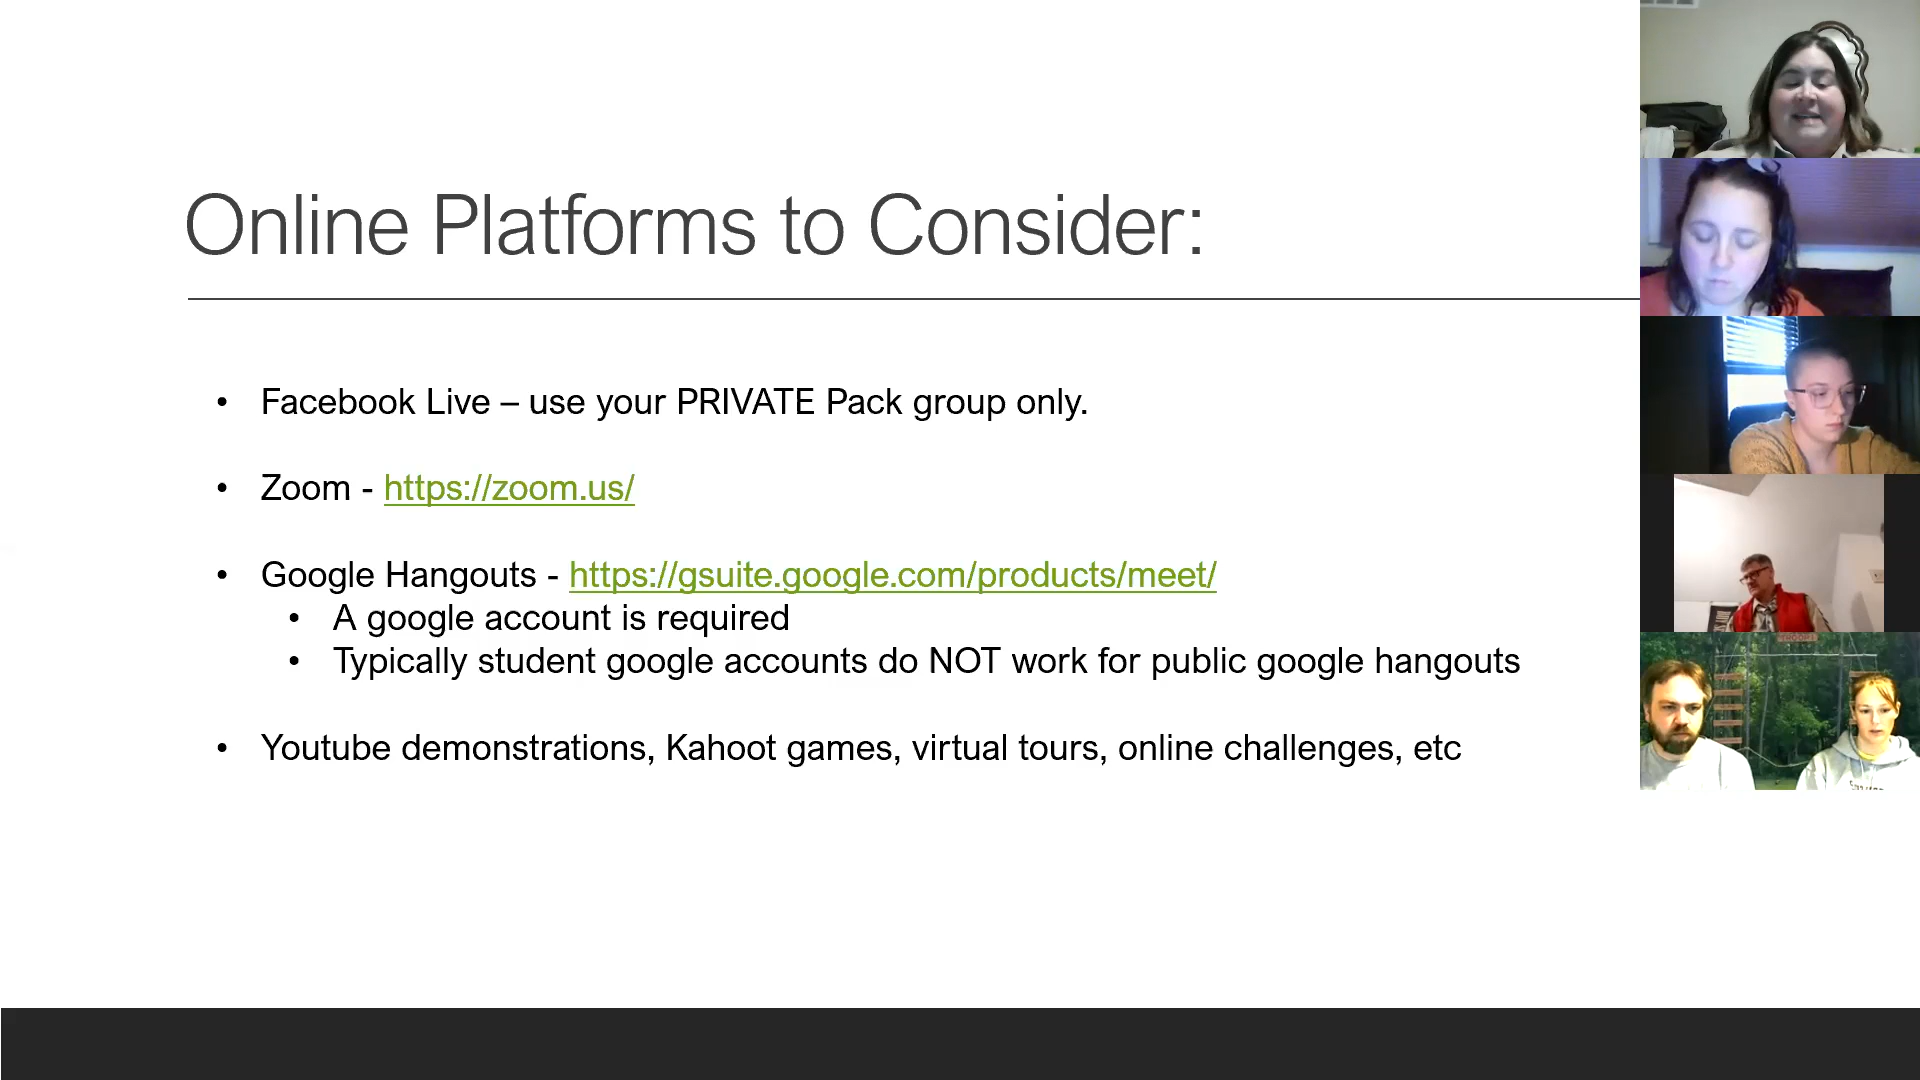 Online Platforms to Consider:
• Facebook Live – use your PRIVATE Pack group only.
• Zoom - https://zoom.us/
• Google Hangouts - https://gsuite.google.com/products/meet/
• A google account is required
• Typically student google accounts do NOT work for public google hangouts
• Youtube demonstrations, Kahoot games, virtual tours, online challenges, etc